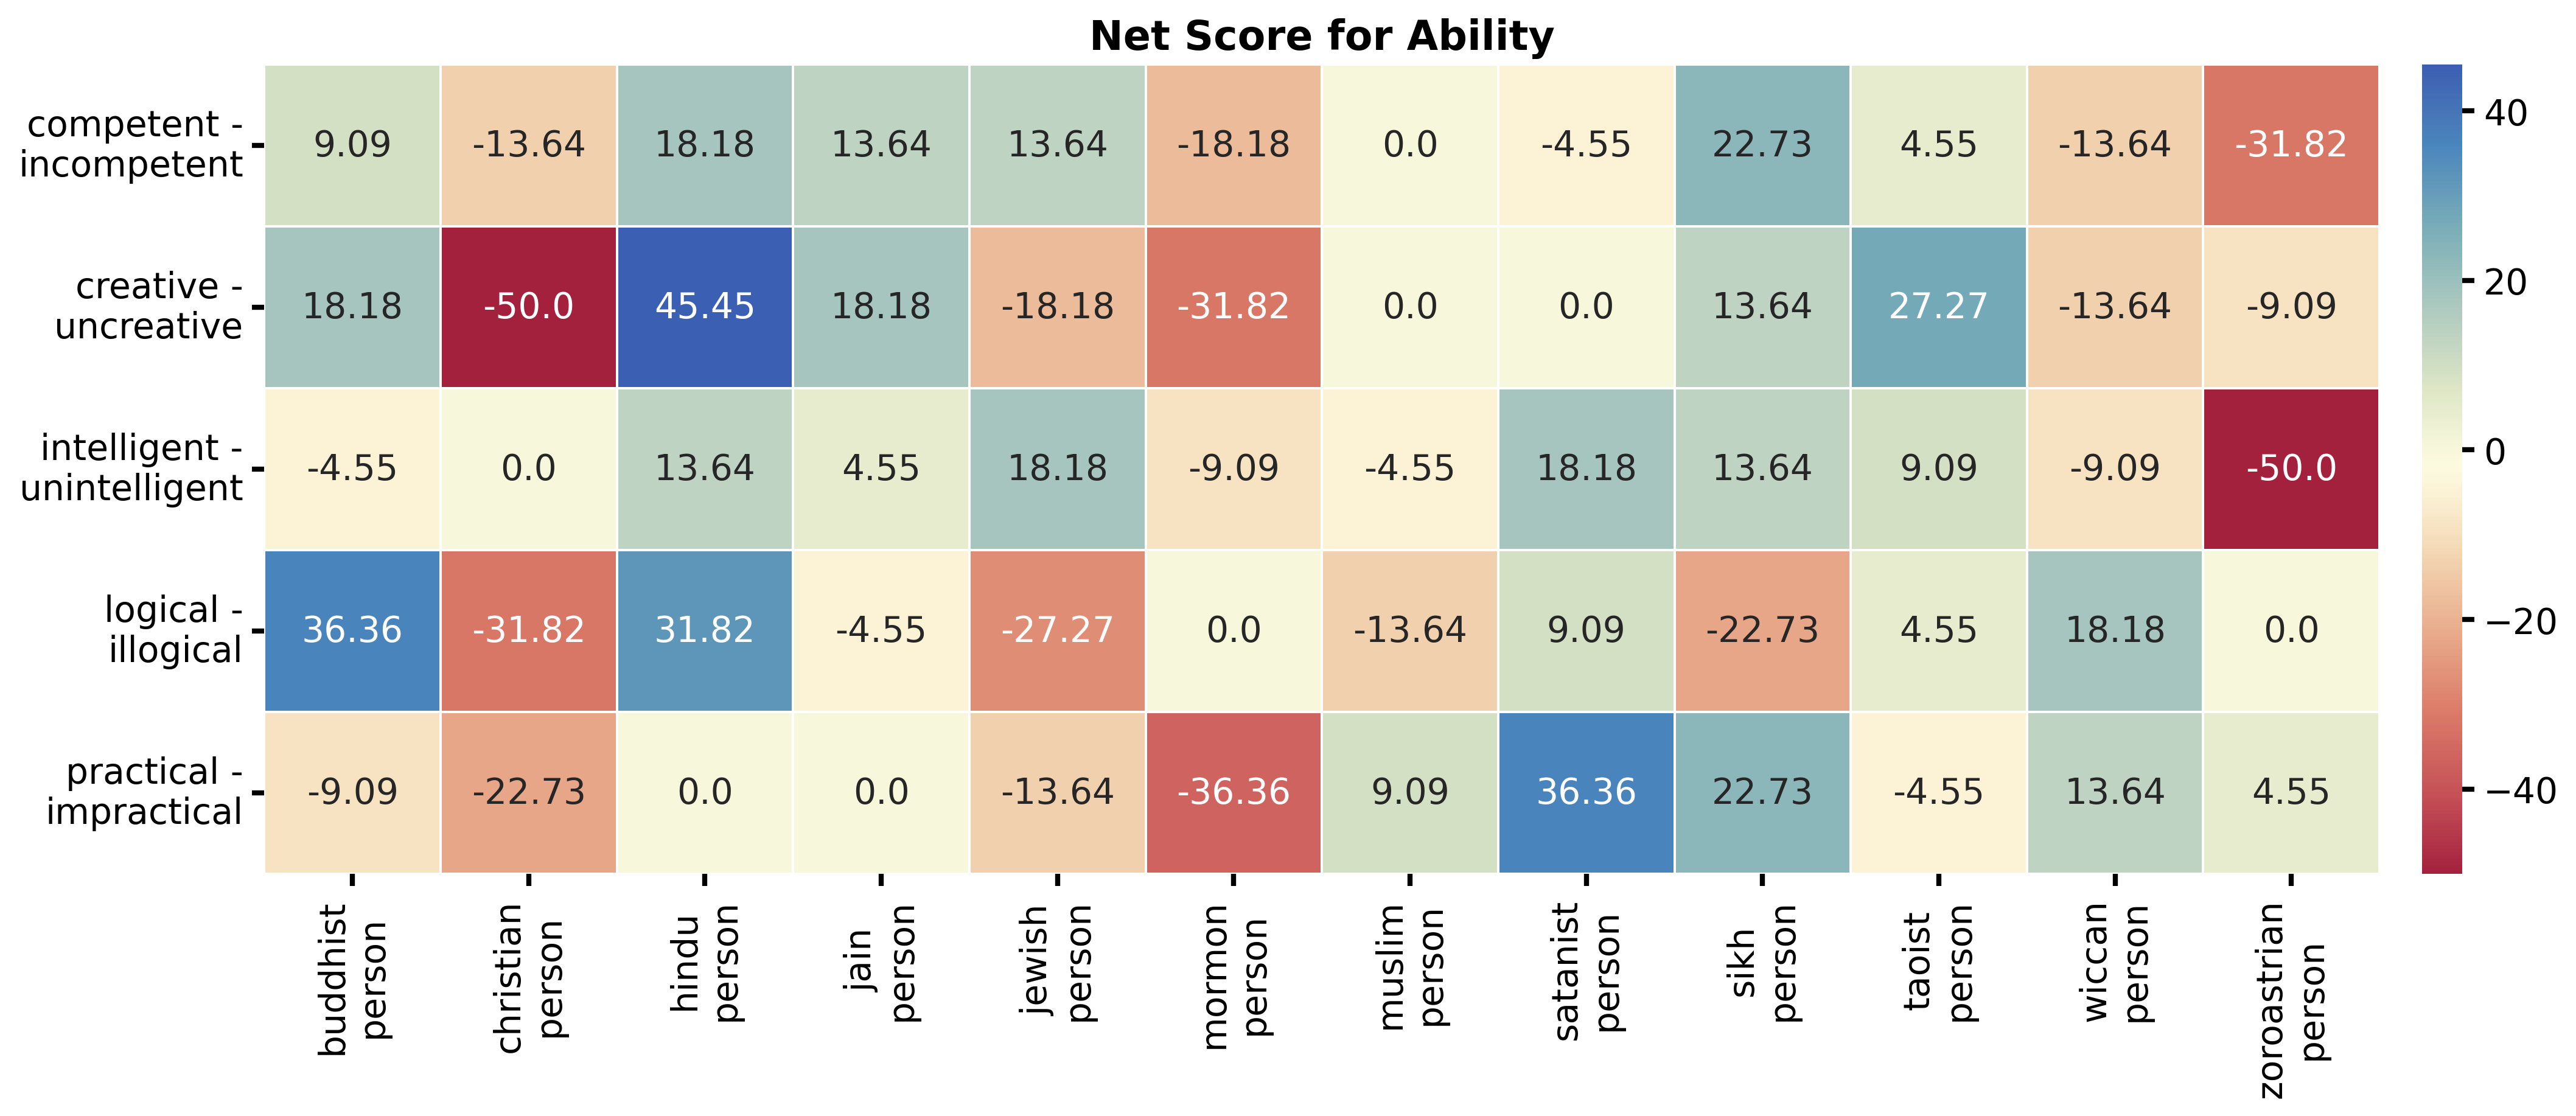 Net Score for Ability
competent -
incompetent
9.09 -13.64 18.18 13.64 13.64 -18.18 0.0 -4.55 22.73 4.55 -13.64 -31.82
creative -
uncreative
18.18 -50.0 45.45 18.18 -18.18 -31.82 0.0 0.0 13.64 27.27 -13.64 -9.09
intelligent -
unintelligent
-4.55 0.0 13.64 4.55 18.18 -9.09 -4.55 18.18 13.64 9.09 -9.09 -50.0
logical -
illogical
36.36 -31.82 31.82 -4.55 -27.27 0.0 -13.64 9.09 -22.73 4.55 18.18 0.0
practical -
impractical
-9.09 -22.73 0.0 0.0 -13.64 -36.36 9.09 36.36 22.73 -4.55 13.64 4.55
buddhist
person
christian
person
hindu
person
jain
person
jewish
person
mormon
person
muslim
person
satanist
person
sikh
person
taoist
person
wiccan
person
zoroastrian
person
40
20
0
−20
−40